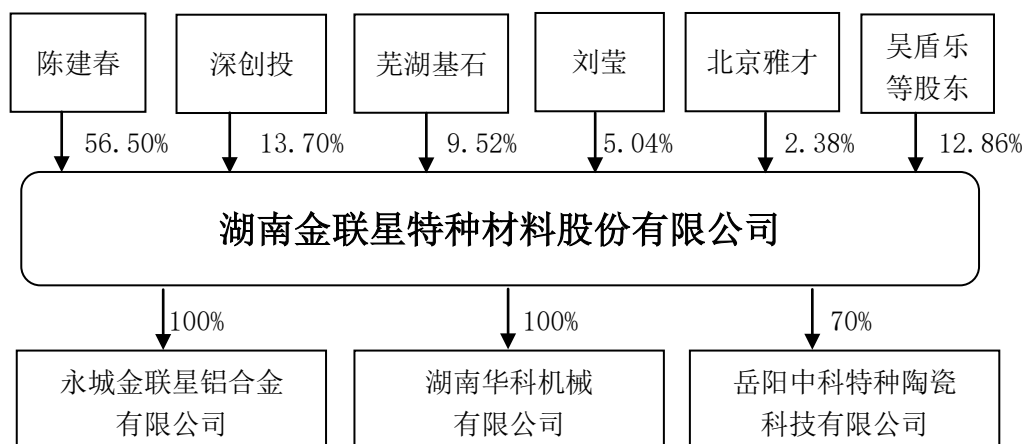 陈建春
深创投
芜湖基石
刘莹
北京雅才
吴盾乐
等股东
56.50%
13.70%
9.52%
5.04%
2.38%
12.86%
湖南金联星特种材料股份有限公司
100%
100%
70%
永城金联星铝合金
有限公司
湖南华科机械
有限公司
岳阳中科特种陶瓷
科技有限公司